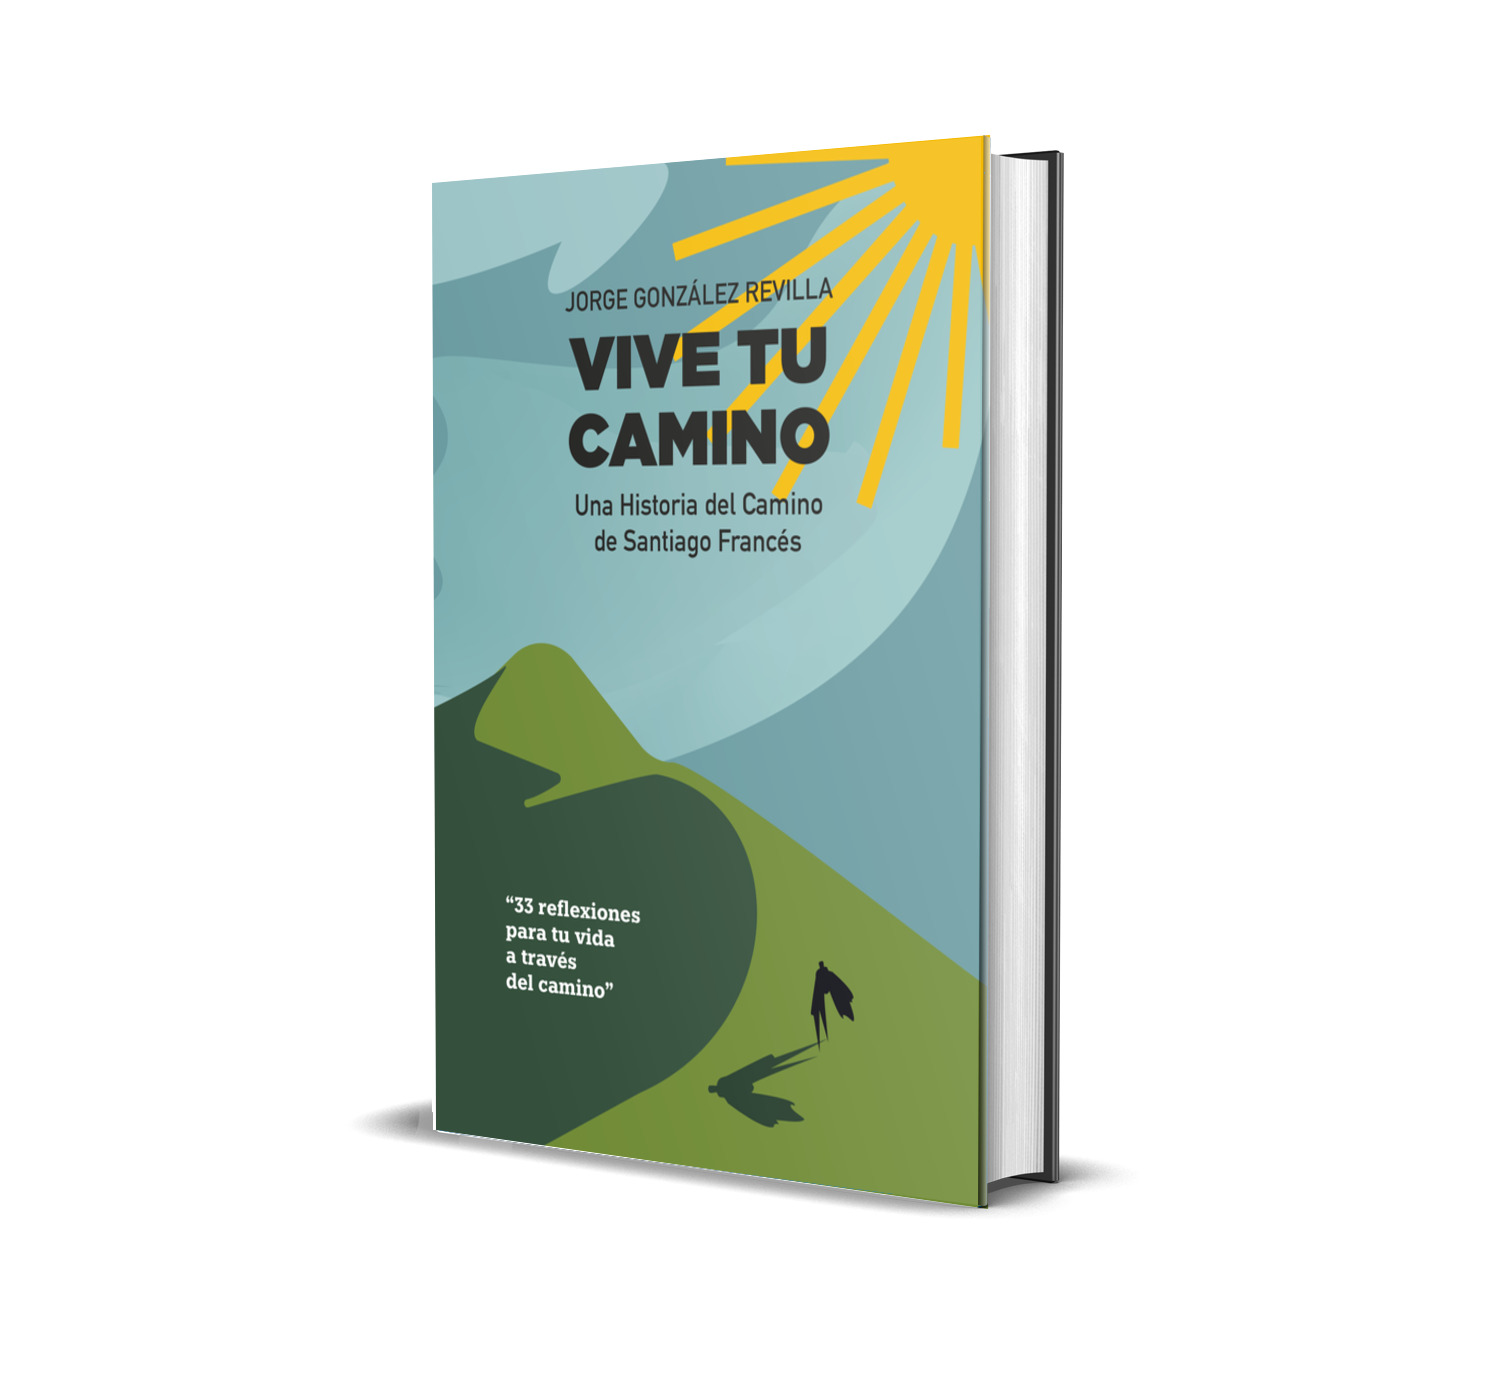 JORGE GONZÁLEZ REVILLA
VIVE TU
CAMINO
Una Historia del Camino
de Santiago Francés
“33 reflexiones
para tu vida
a través
del camino”